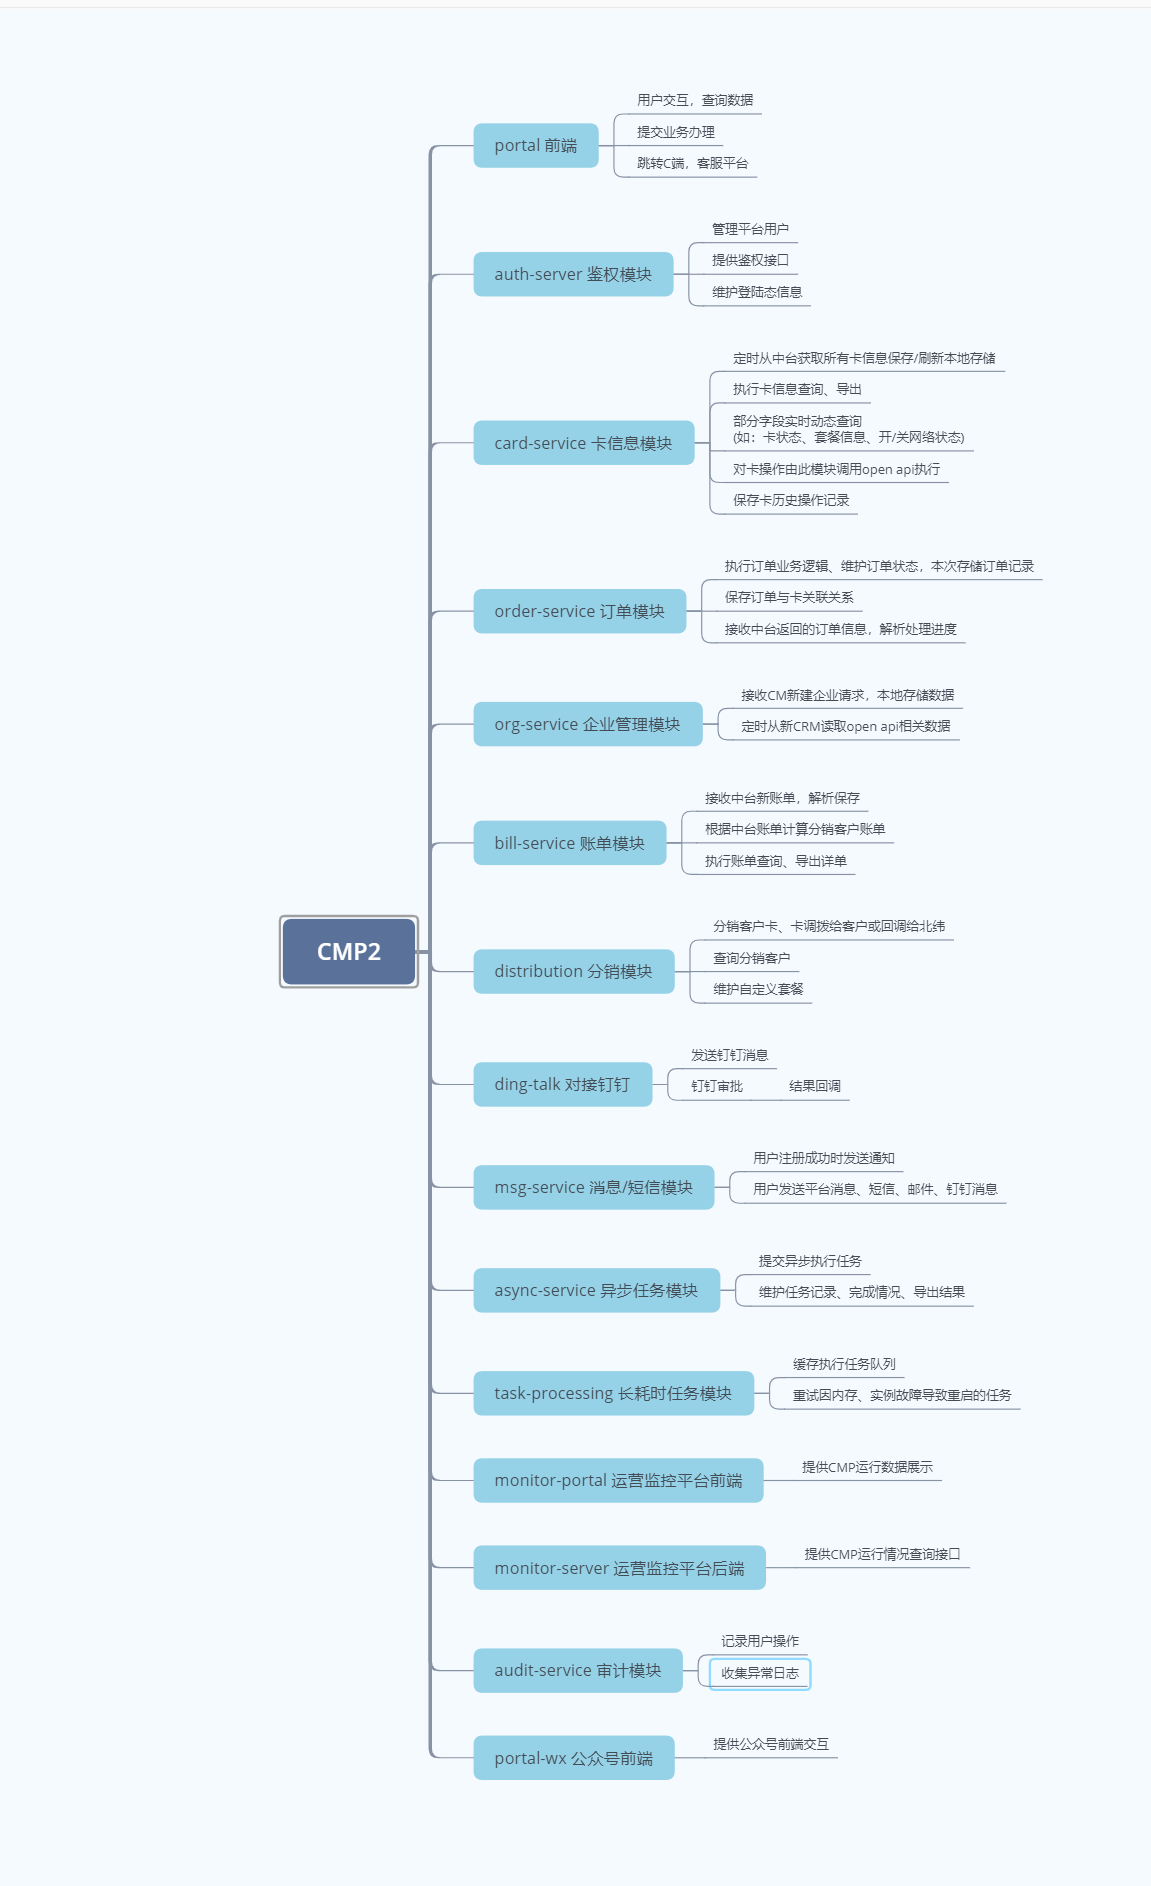 CMP2
portal 前端
用户交互，查询数据
提交业务办理
跳转C端，客服平台
auth-server 鉴权模块
管理平台用户
提供鉴权接口
维护登陆态信息
card-service 卡信息模块
定时从中台获取所有卡信息保存/刷新本地存储
执行卡信息查询、导出
部分字段实时动态查询
(如：卡状态、套餐信息、开/关网络状态)
对卡操作由此模块调用open api执行
保存卡历史操作记录
order-service 订单模块
执行订单业务逻辑、维护订单状态，本次存储订单记录
保存订单与卡关联关系
接收中台返回的订单信息，解析处理进度
org-service 企业管理模块
接收CM新建企业请求，本地存储数据
定时从新CRM读取open api相关数据
bill-service 账单模块
接收中台新账单，解析保存
根据中台账单计算分销客户账单
执行账单查询、导出详单
distribution 分销模块
分销客户卡、卡调拨给客户或回调给北纬
查询分销客户
维护自定义套餐
ding-talk 对接钉钉
发送钉钉消息
钉钉审批
结果回调
msg-service 消息/短信模块
用户注册成功时发送通知
用户发送平台消息、短信、邮件、钉钉消息
async-service 异步任务模块
提交异步执行任务
维护任务记录、完成情况、导出结果
task-processing 长耗时任务模块
缓存执行任务队列
重试因内存、实例故障导致重启的任务
monitor-portal 运营监控平台前端
提供CMP运行数据展示
monitor-server 运营监控平台后端
提供CMP运行情况查询接口
audit-service 审计模块
记录用户操作
收集异常日志
portal-wx 公众号前端
提供公众号前端交互